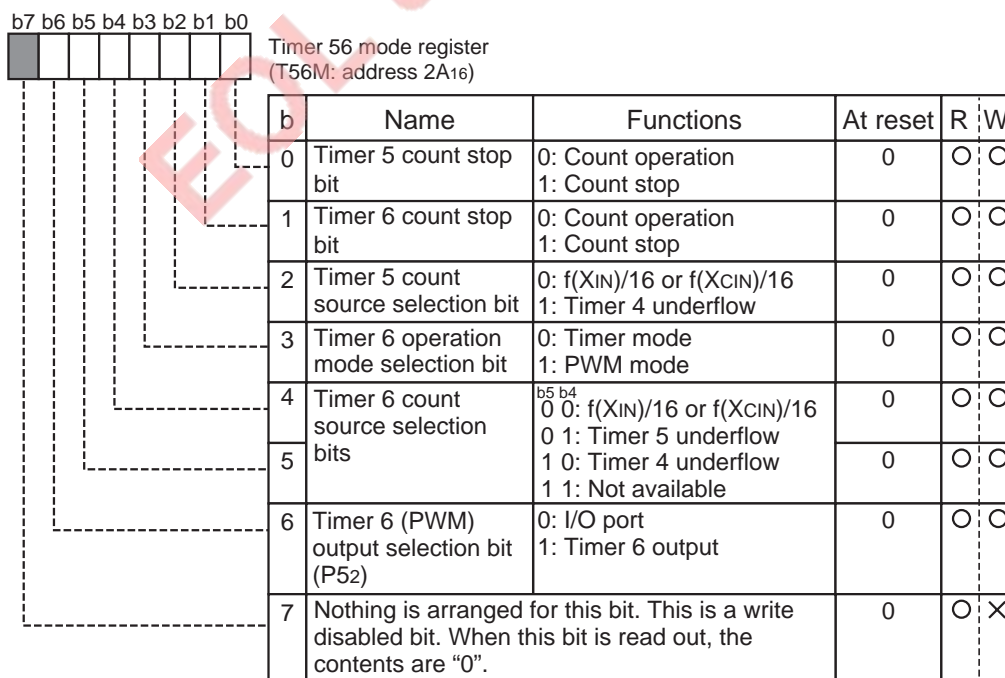 b7 b6 b5 b4 b3 b2 b1 b0
Timer 56 mode register
(T56M: address 2A16)
b Name Functions At reset R W
0 Timer 5 count stop bit 0: Count operation 0 O O
1: Count stop
1 Timer 6 count stop bit 0: Count operation 0 O O
1: Count stop
2 Timer 5 count source selection bit 0: f(XIN)/16 or f(XCIN)/16 0 O O
1: Timer 4 underflow
3 Timer 6 operation mode selection bit 0: Timer mode 0 O O
1: PWM mode
4 Timer 6 count source selection bits b5 b4 0 O O
0 0: f(XIN)/16 or f(XCIN)/16
0 1: Timer 5 underflow
5 1 0: Timer 4 underflow 0 O O
1 1: Not available
6 Timer 6 (PWM) output selection bit (P52) 0: I/O port 0 O O
1: Timer 6 output
7 Nothing is arranged for this bit. This is a write 0 O ×
disabled bit. When this bit is read out, the
contents are “0”.
EOL